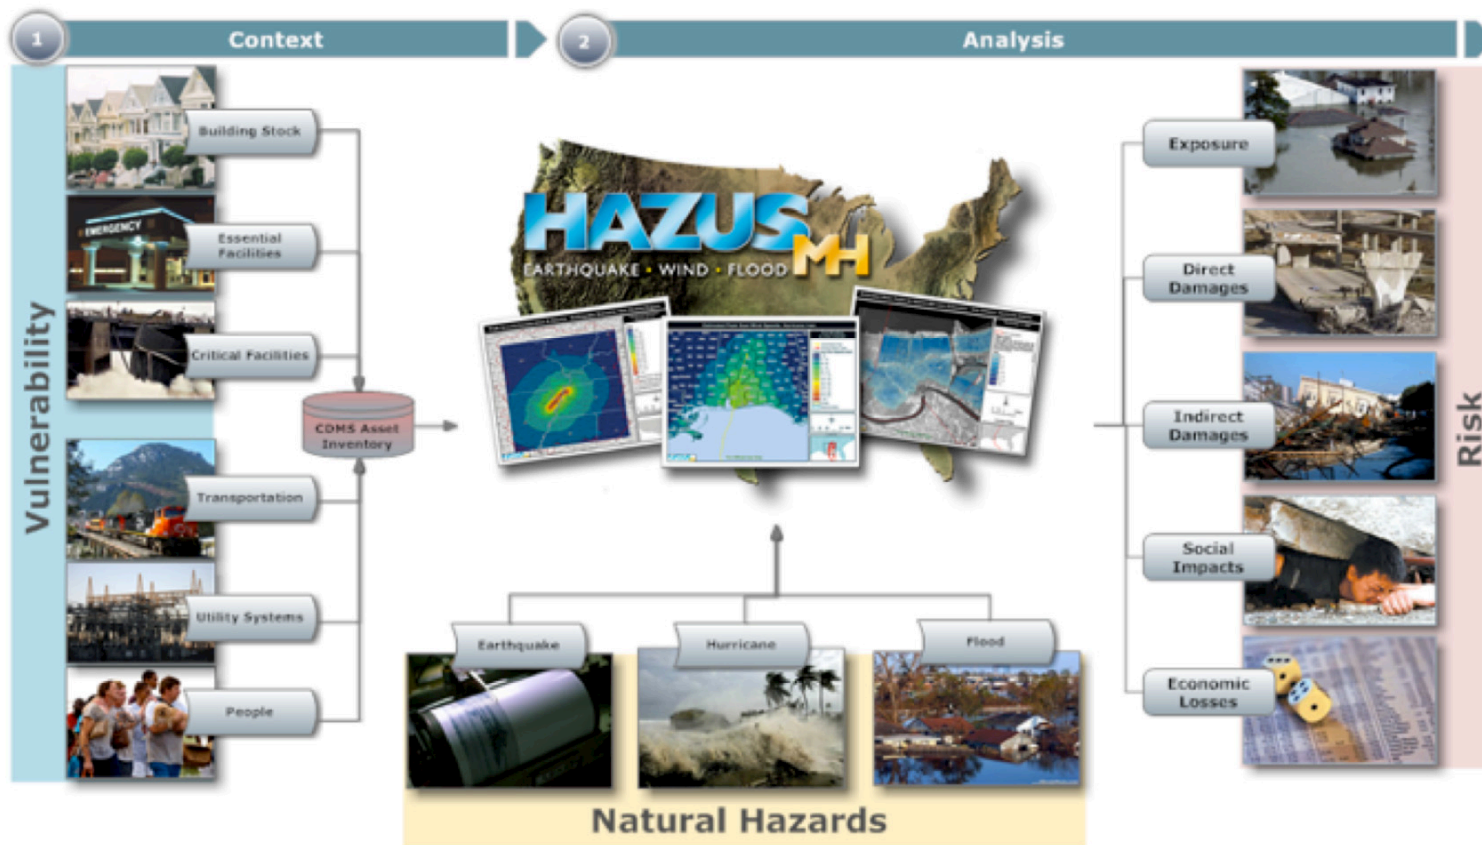 1
Context
2
Analysis
Vulnerability
Building Stock
EMERGENCY
Essential
Facilities
Critical Facilities
CDMS Asset
Inventory
Transportation
Utility Systems
People
HAZUS
MH
EARTHQUAKE • WIND • FLOOD
Earthquake
Hurricane
Flood
Natural Hazards
Exposure
Direct
Damages
Indirect
Damages
Social
Impacts
Economic
Losses
Risk